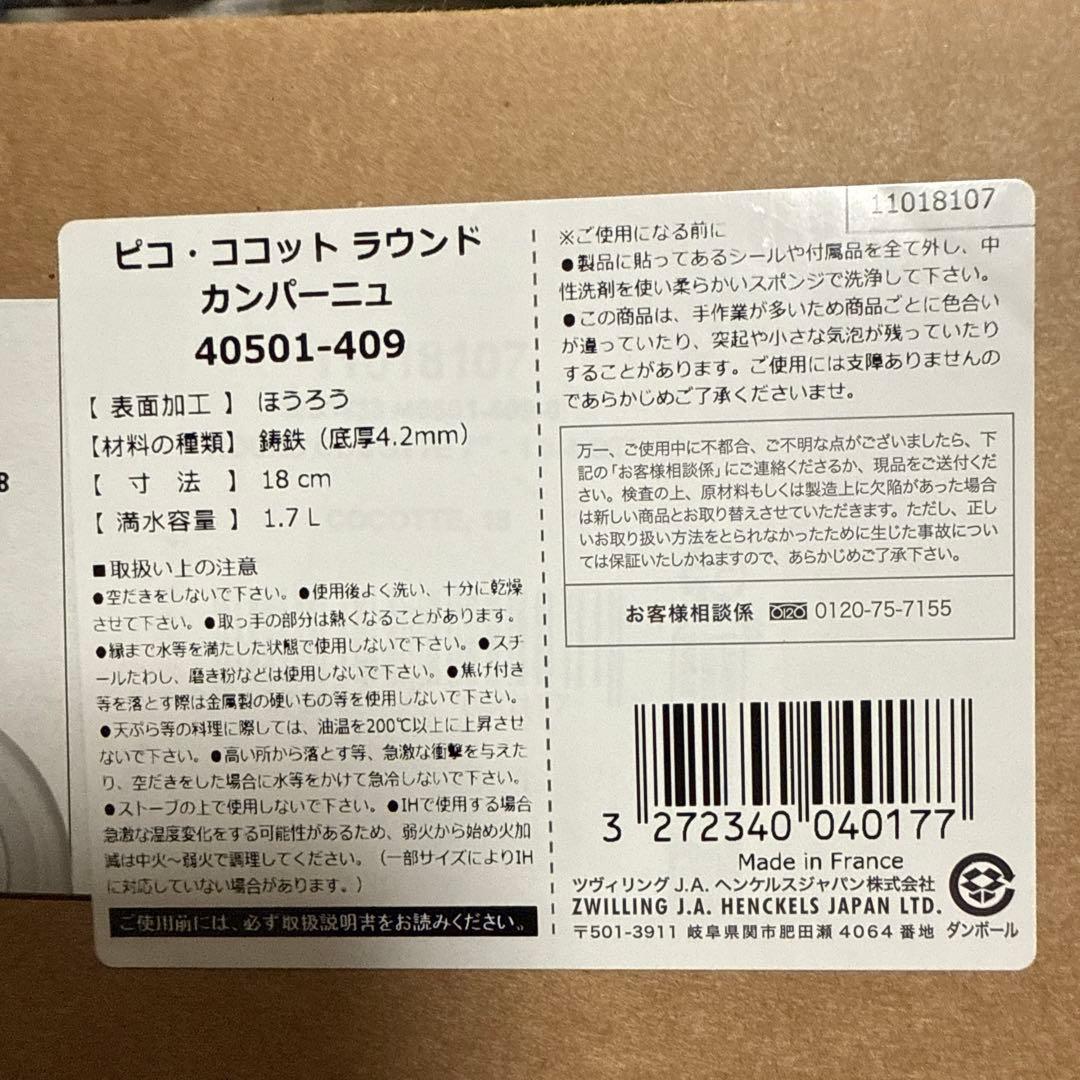 ピコ・ココット ラウンド
カンパーニュ
40501-409
【 表面加工 】 ほうろう
【材料の種類】 鋳鉄（底厚4.2mm）
【 寸 法 】 18 cm
【 満水容量 】 1.7 L
■取扱い上の注意
●空だきをしないで下さい。●使用後よく洗い、十分に乾燥
させて下さい。●取っ手の部分は熱くなることがあります。
●縁まで水等を満たした状態で使用しないで下さい。●スチ
ールたわし、磨き粉などは使用しないで下さい。●焦げ付き
等を落とす際は金属製の硬いもの等を使用しないで下さい。
●天ぷら等の料理に際しては、油温を200℃以上に上昇させ
ないで下さい。●高い所から落とす等、急激な衝撃を与えた
り、空だきをした場合に水等をかけて急冷しないで下さい。
●ストーブの上で使用しないで下さい。●IHで使用する場合
急激な温度変化をする可能性があるため、弱火から始め火加
減は中火～弱火で調理してください。（一部サイズによりIH
に対応していない場合があります。）
ご使用前には、必ず取扱説明書をお読みください。
11018107
※ご使用になる前に
●製品に貼ってあるシールや付属品を全て外し、中
性洗剤を使い柔らかいスポンジで洗浄して下さい。
●この商品は、手作業が多いため商品ごとに色合い
が違っていたり、突起や小さな気泡が残っていたり
することがあります。ご使用には支障ありませんの
であらかじめご了承くださいませ。
万一、ご使用中に不都合、ご不明な点がございましたら、下
記の「お客様相談係」にご連絡くださるか、現品をご送付くだ
さい。検査の上、原材料もしくは製造上に欠陥があった場合
は新しい商品とお取り替えさせていただきます。ただし、正し
いお取り扱い方法をとられなかったために生じた事故につい
ては保証いたしかねますので、あらかじめご了承下さい。
お客様相談係 0120-75-7155
3 272340 040177
Made in France
ツヴィリング J.A. ヘンケルスジャパン株式会社
ZWILLING J.A. HENCKELS JAPAN LTD.
〒501-3911 岐阜県関市肥田瀬 4064 番地
ダンボール
8